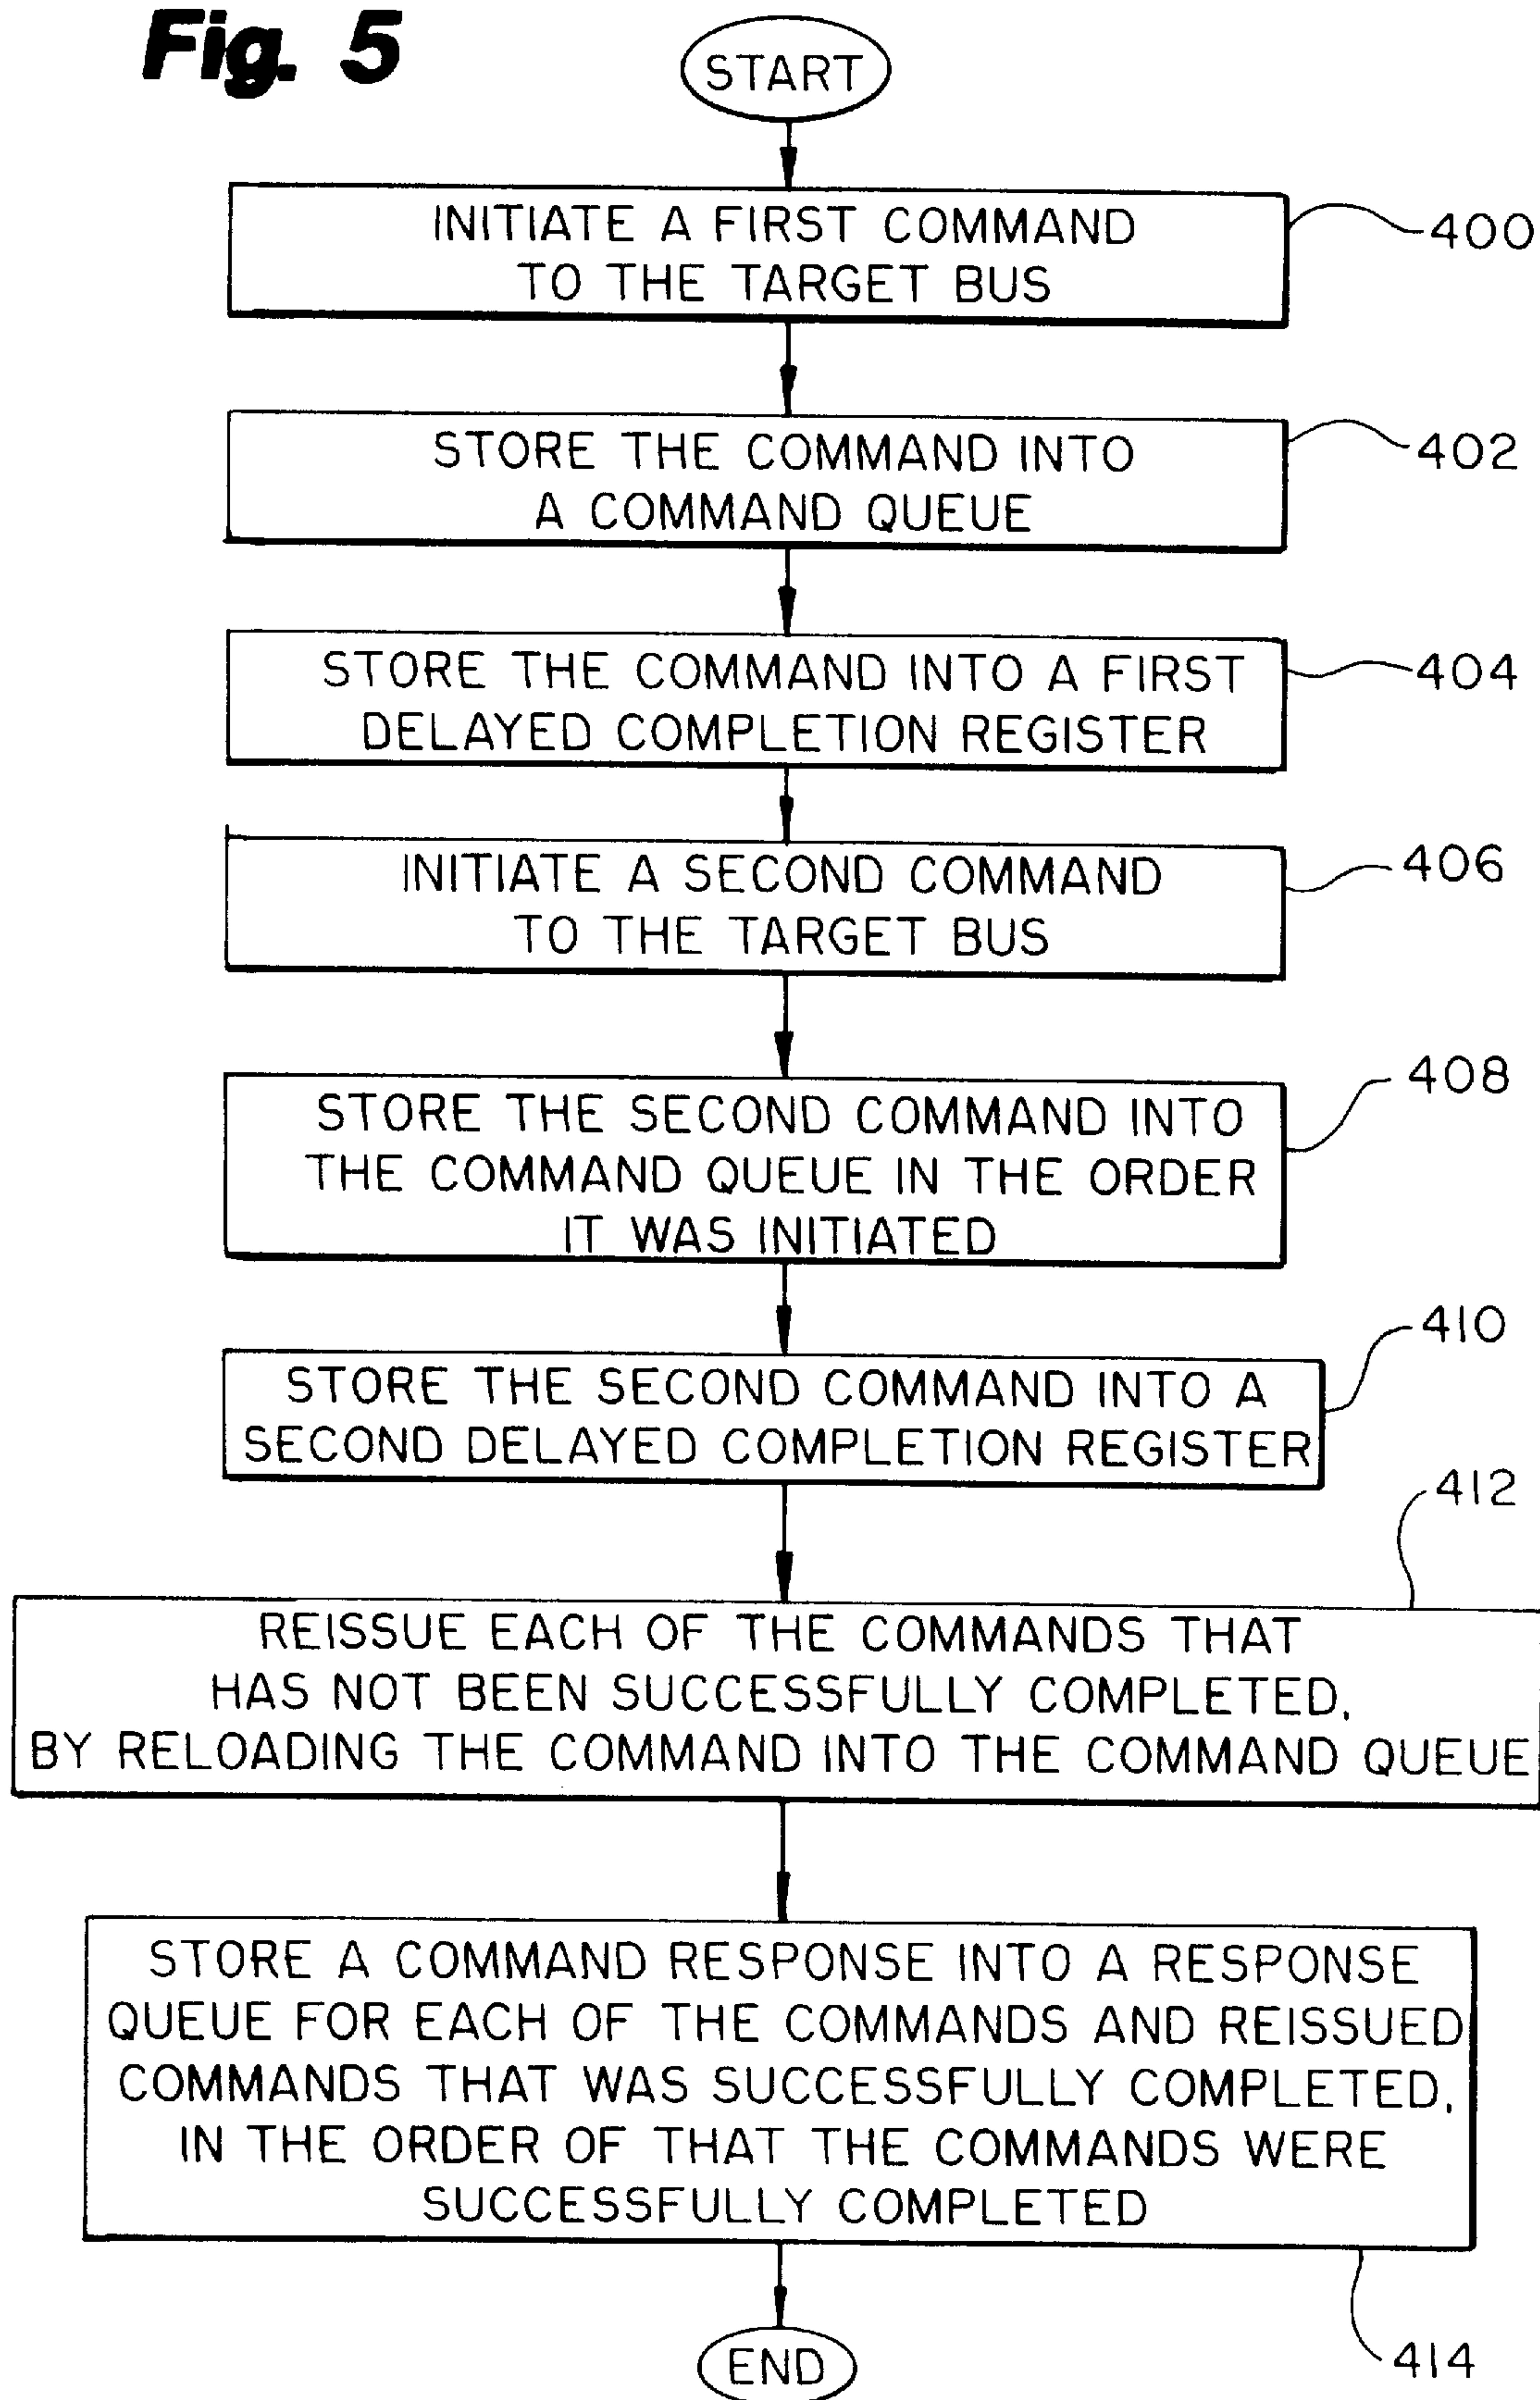 Fig. 5
START
INITIATE A FIRST COMMAND
TO THE TARGET BUS
400
STORE THE COMMAND INTO
A COMMAND QUEUE
402
STORE THE COMMAND INTO A FIRST
DELAYED COMPLETION REGISTER
404
INITIATE A SECOND COMMAND
TO THE TARGET BUS
406
STORE THE SECOND COMMAND INTO
THE COMMAND QUEUE IN THE ORDER
IT WAS INITIATED
408
STORE THE SECOND COMMAND INTO A
SECOND DELAYED COMPLETION REGISTER
410
REISSUE EACH OF THE COMMANDS THAT
HAS NOT BEEN SUCCESSFULLY COMPLETED,
BY RELOADING THE COMMAND INTO THE COMMAND QUEUE
412
STORE A COMMAND RESPONSE INTO A RESPONSE
QUEUE FOR EACH OF THE COMMANDS AND REISSUED
COMMANDS THAT WAS SUCCESSFULLY COMPLETED,
IN THE ORDER OF THAT THE COMMANDS WERE
SUCCESSFULLY COMPLETED
414
END